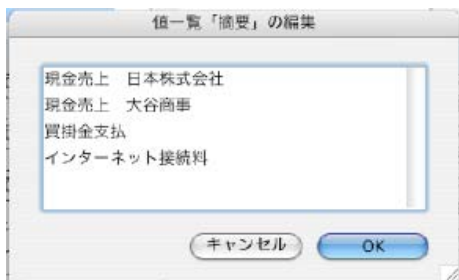 値一覧「摘要」の編集
現金売上　日本株式会社
現金売上　大谷商事
買掛金支払
インターネット接続料
キャンセル
OK